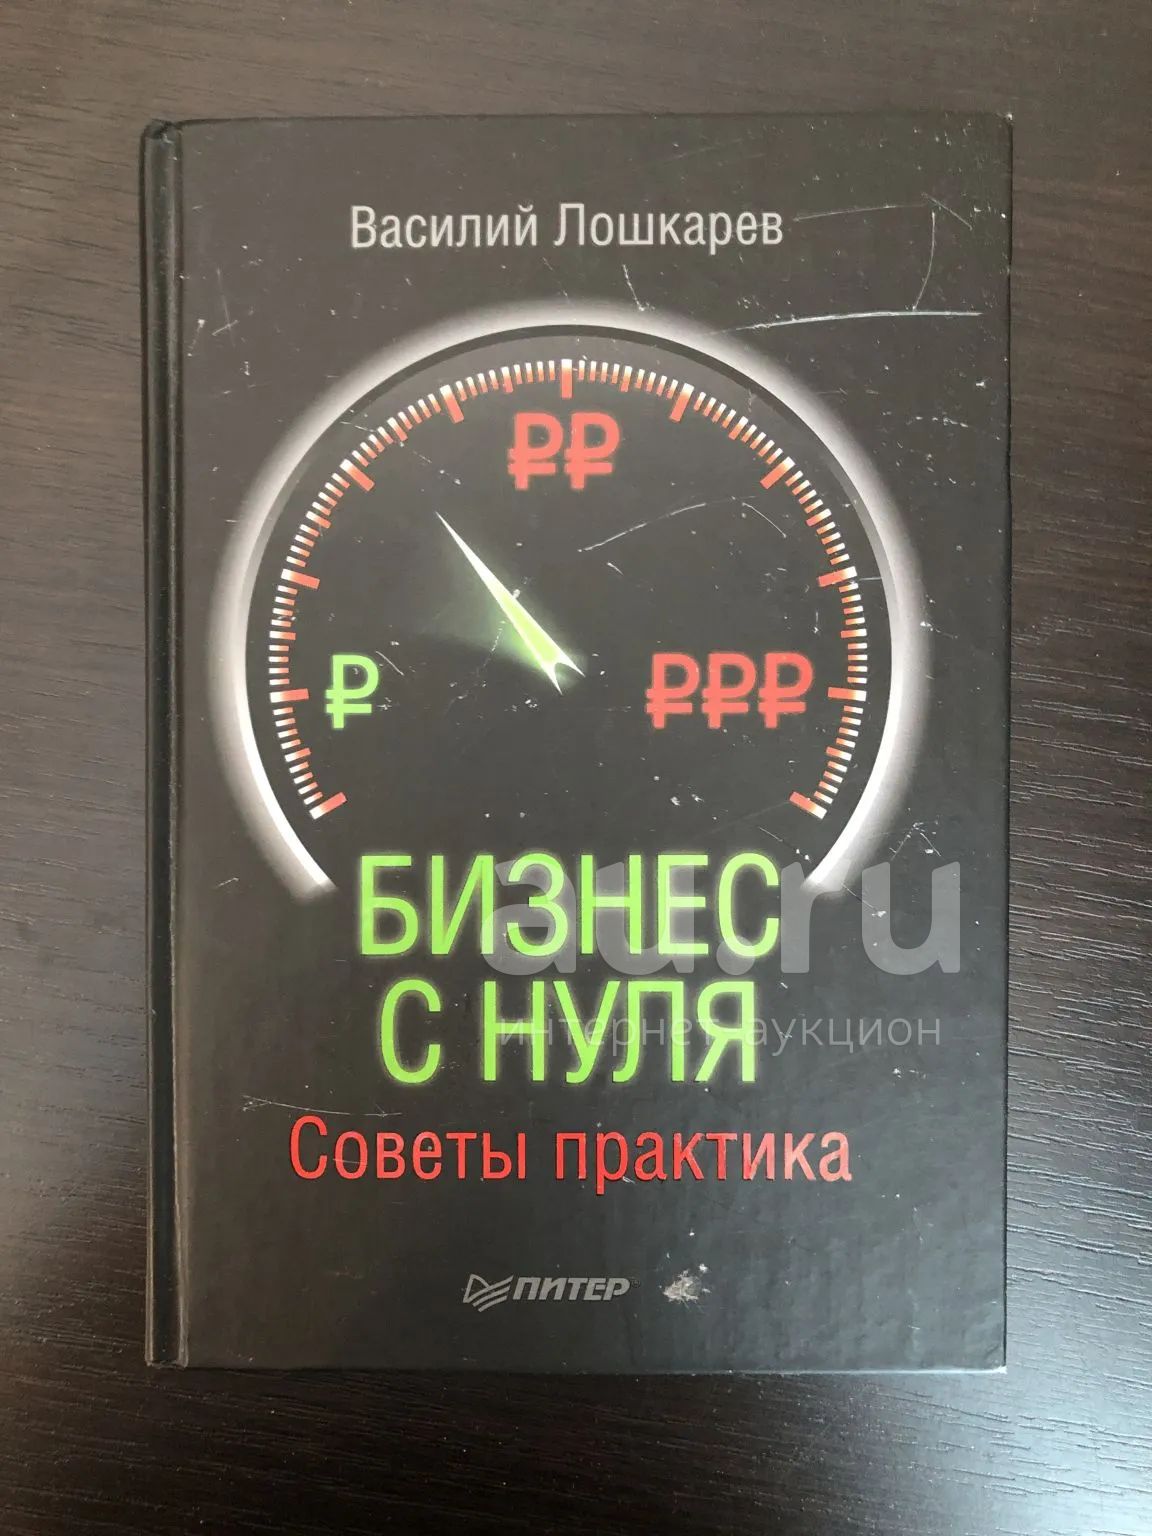 Василий Лошкарев
₽₽
₽
₽₽₽
БИЗНЕС
С НУЛЯ
au.ru
интернет-аукцион
Советы практика
ПИТЕР®